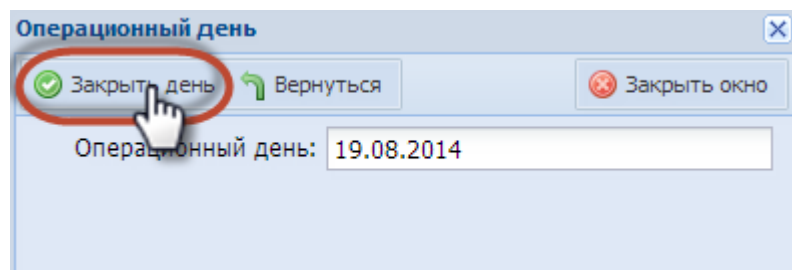 Операционный день
Закрыть день Вернуться Закрыть окно
Операционный день: 19.08.2014